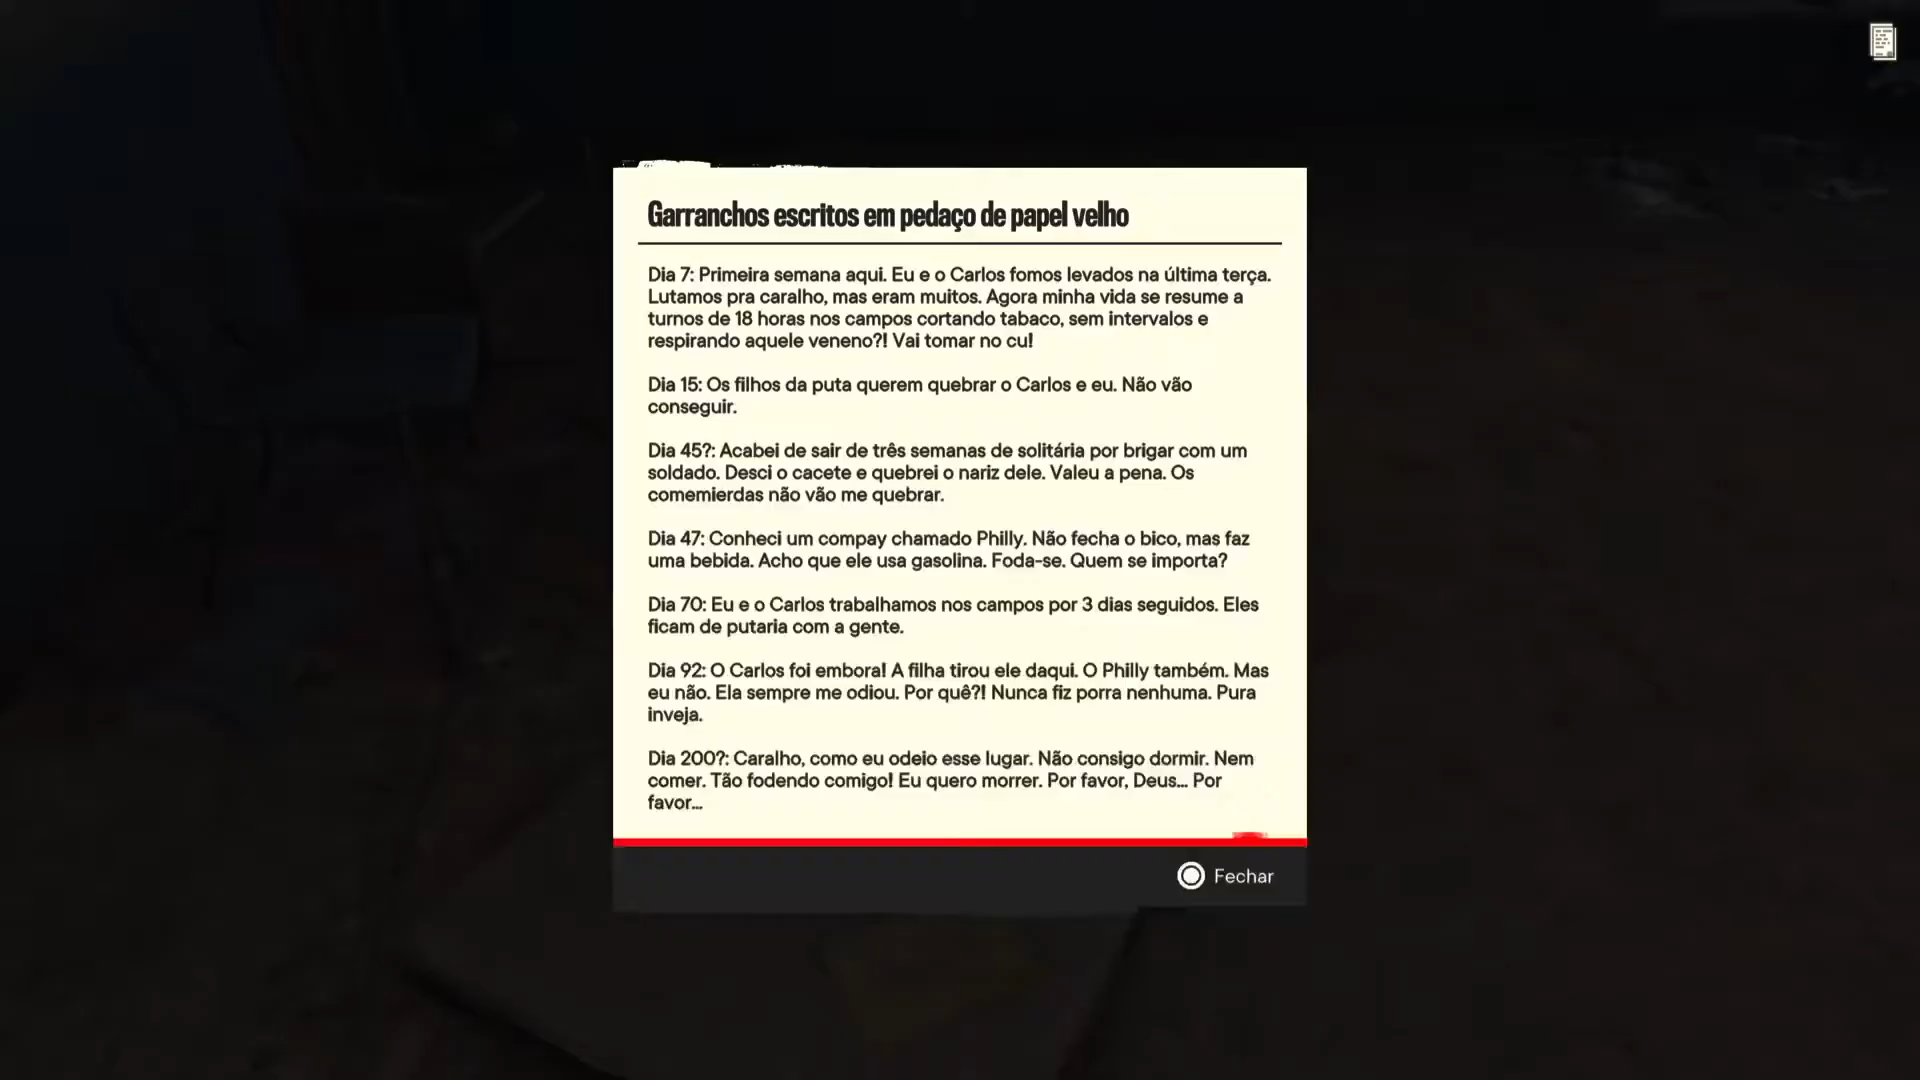 Garranchos escritos em pedaço de papel velho
Dia 7: Primeira semana aqui. Eu e o Carlos fomos levados na última terça.
Lutamos pra caralho, mas eram muitos. Agora minha vida se resume a
turnos de 18 horas nos campos cortando tabaco, sem intervalos e
respirando aquele veneno?! Vai tomar no cu!
Dia 15: Os filhos da puta querem quebrar o Carlos e eu. Não vão
conseguir.
Dia 45?: Acabei de sair de três semanas de solitária por brigar com um
soldado. Desci o cacete e quebrei o nariz dele. Valeu a pena. Os
comemierdas não vão me quebrar.
Dia 47: Conheci um compay chamado Philly. Não fecha o bico, mas faz
uma bebida. Acho que ele usa gasolina. Foda-se. Quem se importa?
Dia 70: Eu e o Carlos trabalhamos nos campos por 3 dias seguidos. Eles
ficam de putaria com a gente.
Dia 92: O Carlos foi embora! A filha tirou ele daqui. O Philly também. Mas
eu não. Ela sempre me odiou. Por quê?! Nunca fiz porra nenhuma. Pura
inveja.
Dia 200?: Caralho, como eu odeio esse lugar. Não consigo dormir. Nem
comer. Tão fodendo comigo! Eu quero morrer. Por favor, Deus... Por
favor...
Fechar